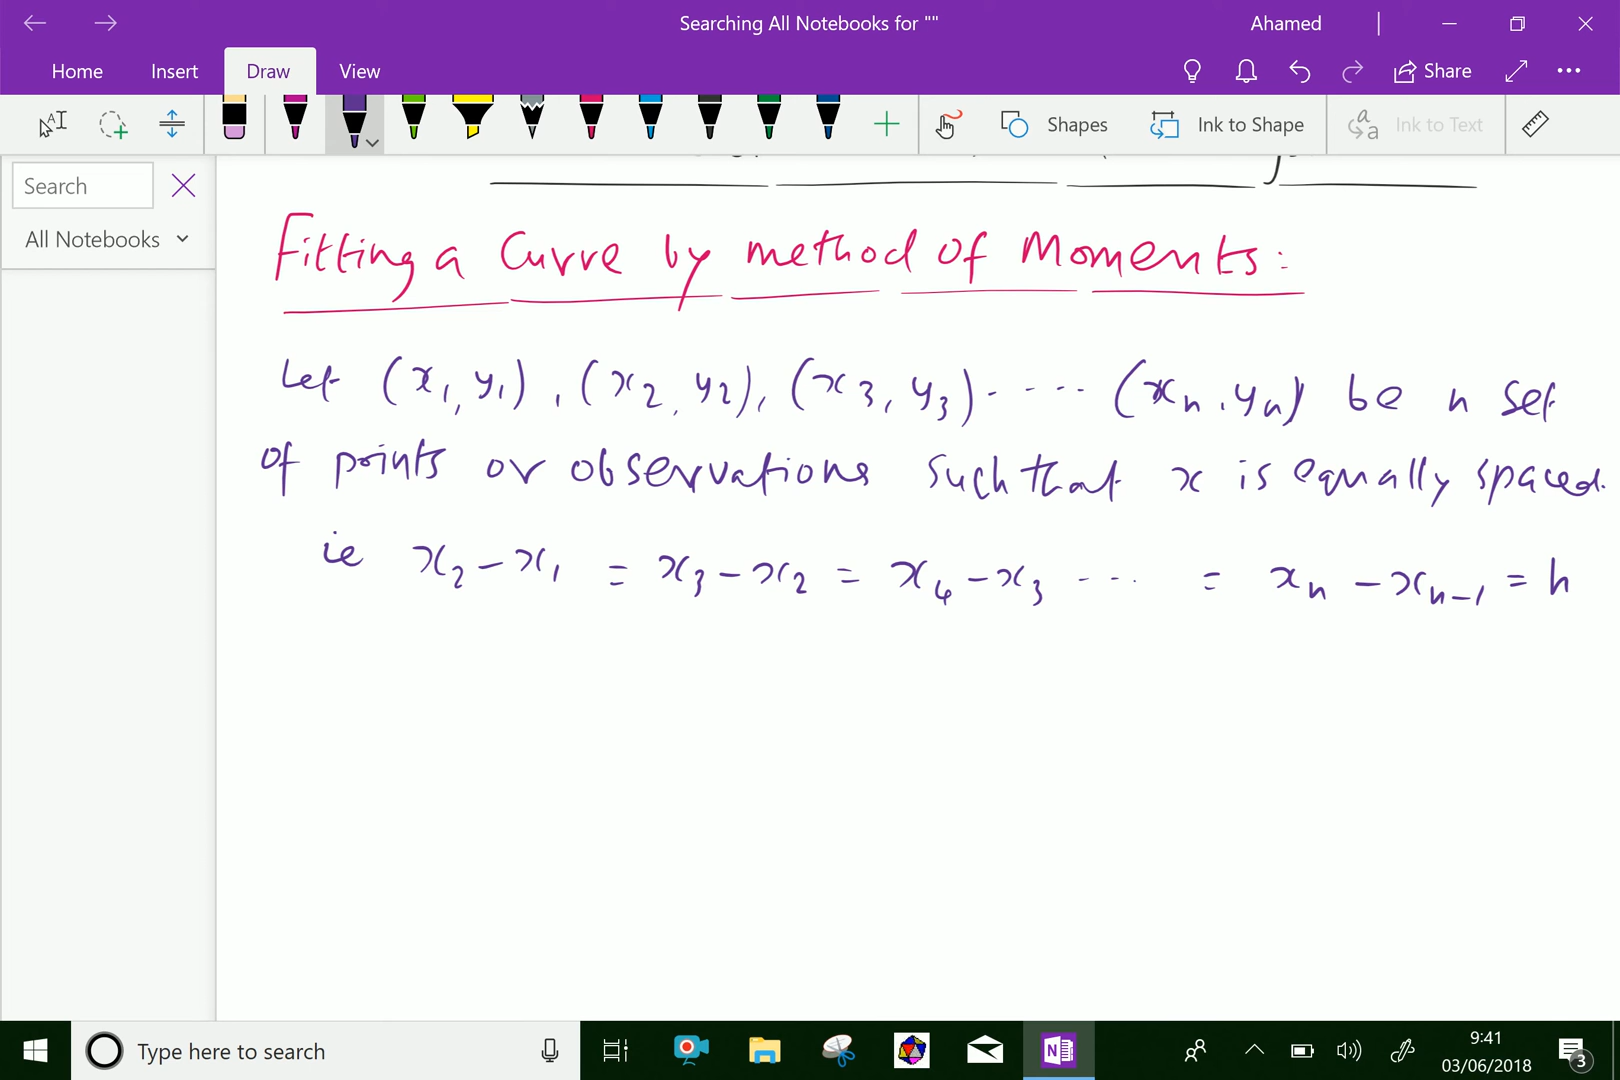 Searching All Notebooks for ""
Ahamed
Home Insert Draw View
Share
Shapes Ink to Shape Ink to Text
Search
All Notebooks
Fitting a Curve by method of Moments:
Let (x₁, y₁), (x₂, y₂), (x₃, y₃) ----- (xₙ, yₙ) be n set
of points or observations such that x is equally spaced.
ie x₂ - x₁ = x₃ - x₂ = x₄ - x₃ ---- = xₙ - xₙ₋₁ = h
Type here to search
9:41
03/06/2018
3